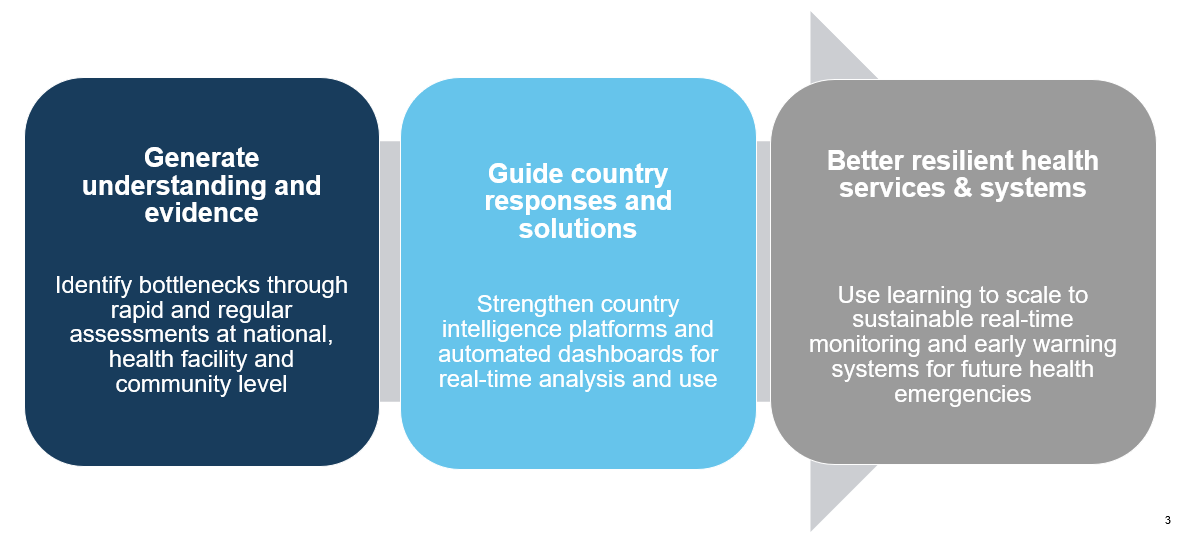 Generate
understanding and
evidence
Identify bottlenecks through
rapid and regular
assessments at national,
health facility and
community level
Guide country
responses and
solutions
Strengthen country
intelligence platforms and
automated dashboards for
real-time analysis and use
Better resilient health
services & systems
Use learning to scale to
sustainable real-time
monitoring and early warning
systems for future health
emergencies
3